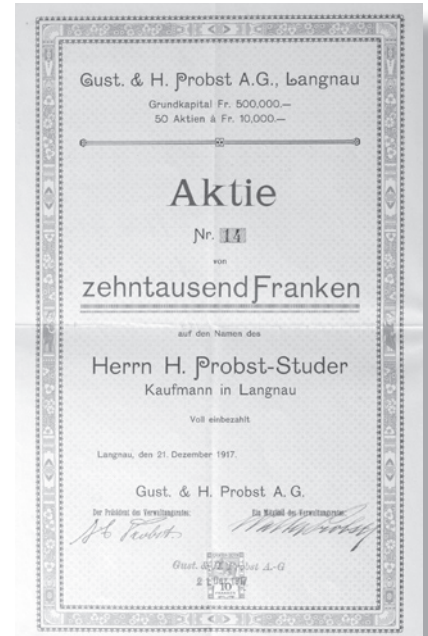 Gust. & H. Probst A.G., Langnau
Grundkapital Fr. 500,000.—
50 Aktien à Fr. 10,000.—
Aktie
Nr. 14
von
zehntausend Franken
auf den Namen des
Herrn H. Probst-Studer
Kaufmann in Langnau
Voll einbezahlt
Langnau, den 21. Dezember 1917.
Gust. & H. Probst A. G.
Der Präsident des Verwaltungsrates: Ein Mitglied des Verwaltungsrates:
Probst
Gust. & H. Probst A.-G
10